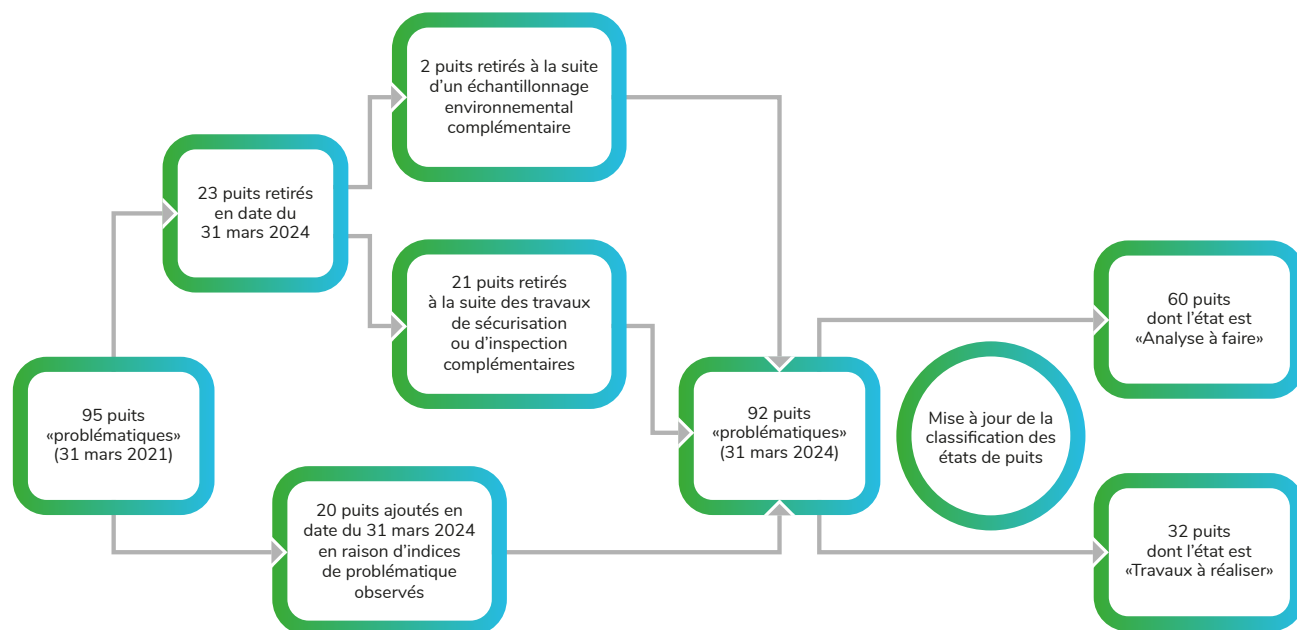 2 puits retirés à la suite
d'un échantillonnage
environnemental
complémentaire
23 puits retirés
en date du
31 mars 2024
21 puits retirés
à la suite des travaux
de sécurisation
ou d'inspection
complémentaires
95 puits
«problématiques»
(31 mars 2021)
20 puits ajoutés en
date du 31 mars 2024
en raison d'indices
de problématique
observés
92 puits
«problématiques»
(31 mars 2024)
Mise à jour de la
classification des
états de puits
60 puits
dont l'état est
«Analyse à faire»
32 puits
dont l'état est
«Travaux à réaliser»